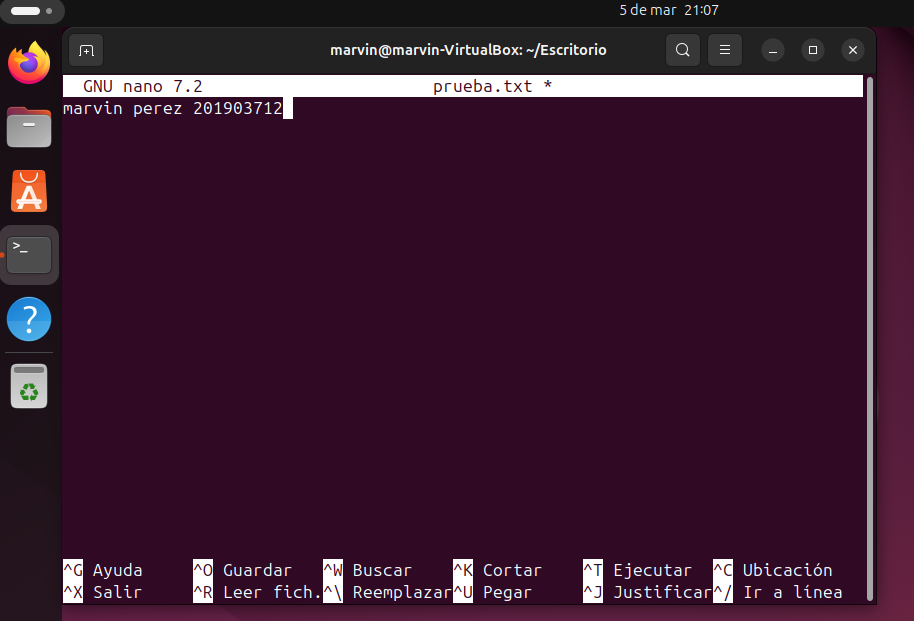 5 de mar 21:07
marvin@marvin-VirtualBox: ~/Escritorio
GNU nano 7.2 prueba.txt *
marvin perez 201903712
>_
?
^G Ayuda ^O Guardar ^W Buscar ^K Cortar ^T Ejecutar ^C Ubicación
^X Salir ^R Leer fich. ^\ Reemplazar ^U Pegar ^J Justificar ^/ Ir a línea